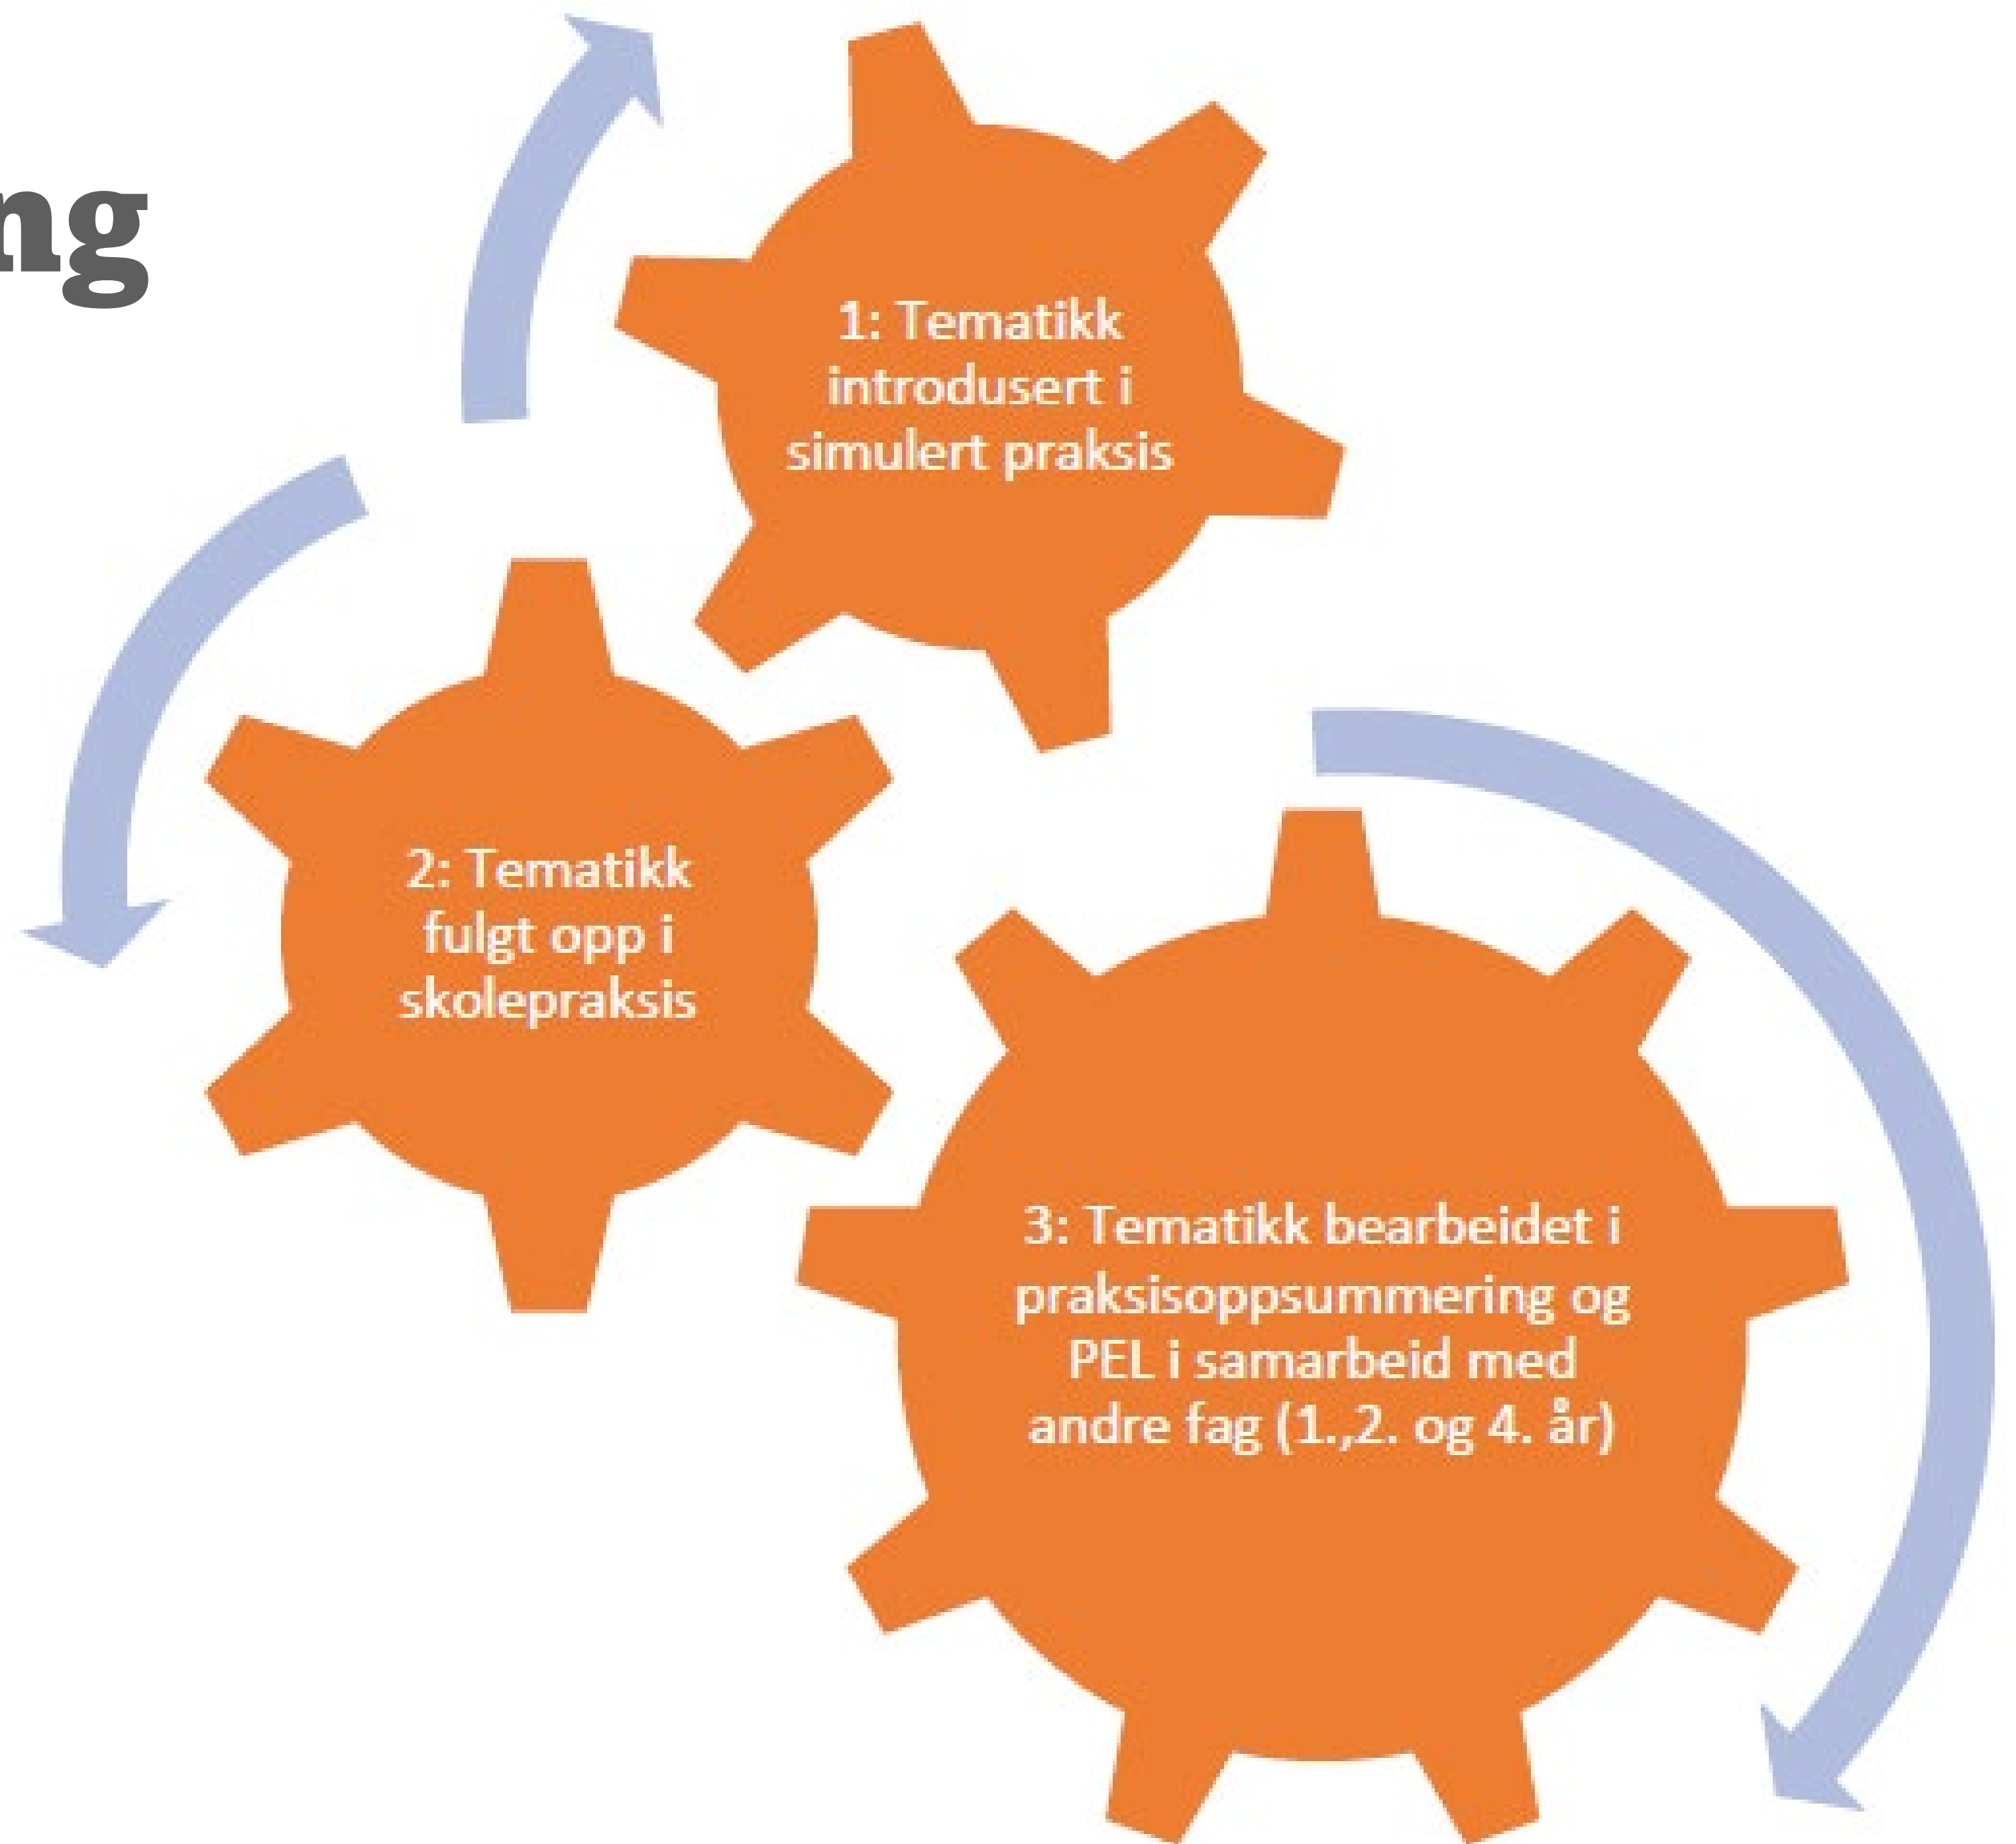 ng
1: Tematikk
introdusert i
simulert praksis
2: Tematikk
fulgt opp i
skolepraksis
3: Tematikk bearbeidet i
praksisoppsummering og
PEL i samarbeid med
andre fag (1.,2. og 4. år)